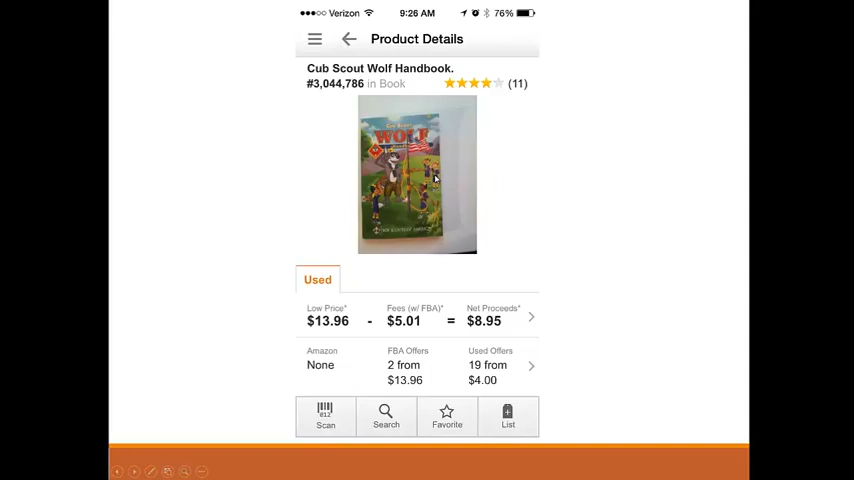 Verizon 9:26 AM 76%
Product Details
Cub Scout Wolf Handbook.
#3,044,786 in Book (11)
WOLF
Used
Low Price* Fees (w/ FBA)* Net Proceeds*
$13.96 - $5.01 = $8.95
Amazon FBA Offers Used Offers
None 2 from 19 from
$13.96 $4.00
Scan Search Favorite List